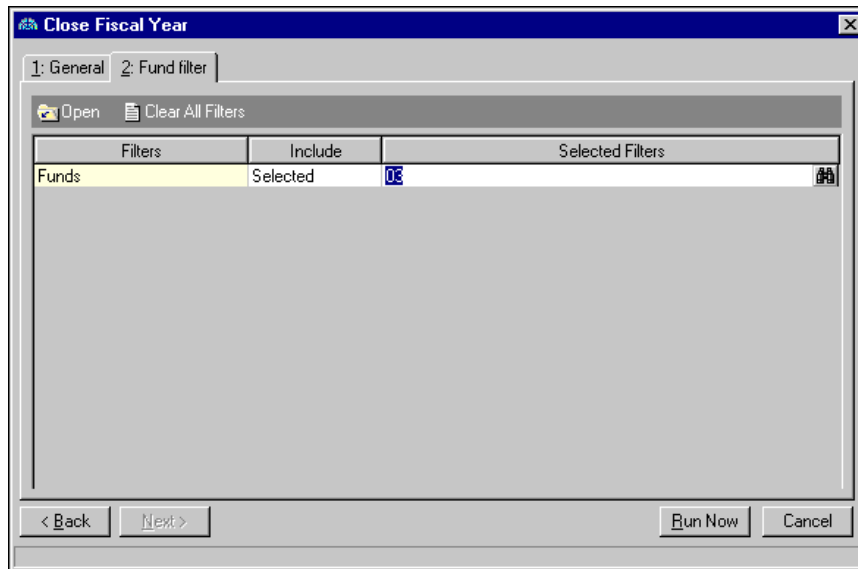 Close Fiscal Year
1: General 2: Fund filter
Open Clear All Filters
Filters Include Selected Filters
Funds Selected 03
< Back Next > Run Now Cancel